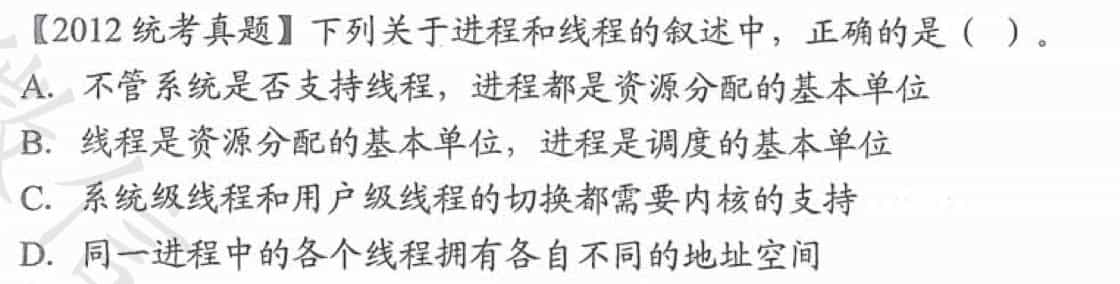 【2012 统考真题】下列关于进程和线程的叙述中，正确的是（ ）。
A. 不管系统是否支持线程，进程都是资源分配的基本单位
B. 线程是资源分配的基本单位，进程是调度的基本单位
C. 系统级线程和用户级线程的切换都需要内核的支持
D. 同一进程中的各个线程拥有各自不同的地址空间